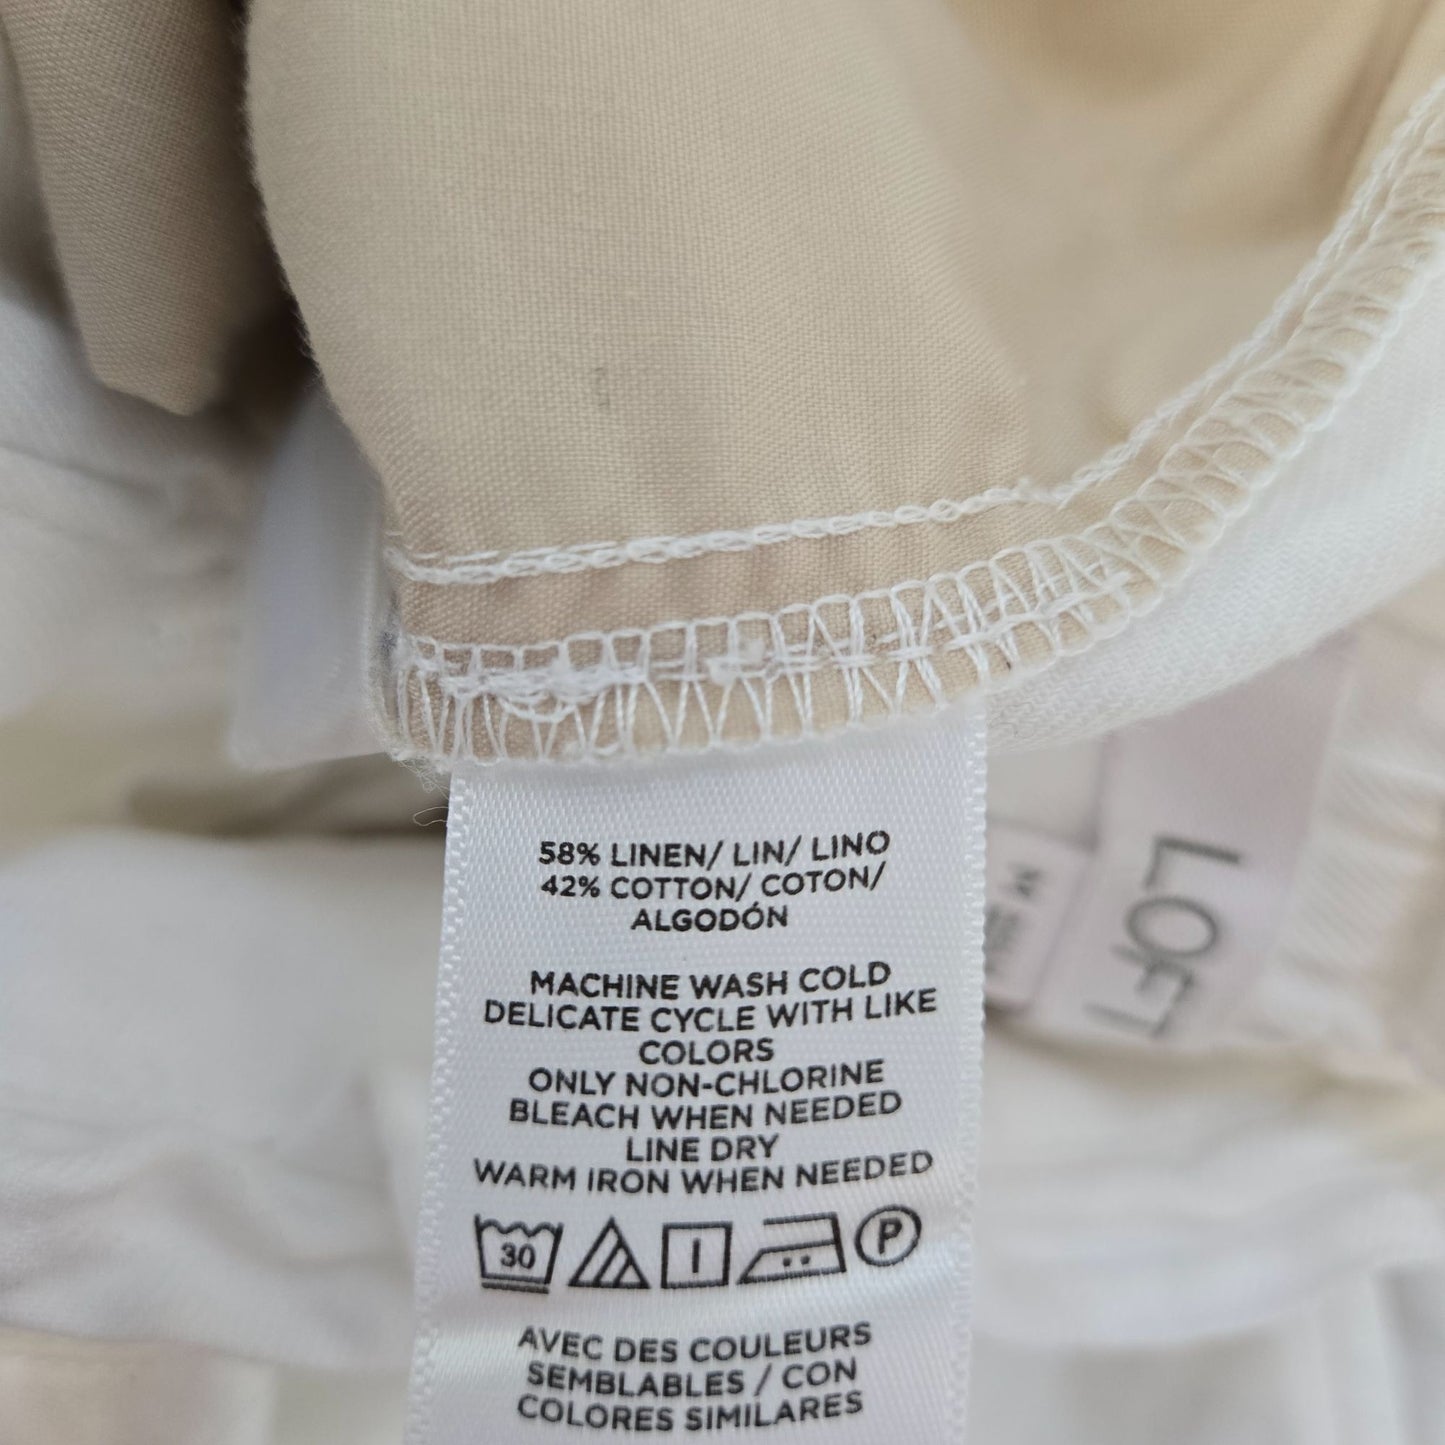 58% LINEN/ LIN/ LINO
42% COTTON/ COTON/
ALGODÓN
MACHINE WASH COLD
DELICATE CYCLE WITH LIKE
COLORS
ONLY NON-CHLORINE
BLEACH WHEN NEEDED
LINE DRY
WARM IRON WHEN NEEDED
30
P
AVEC DES COULEURS
SEMBLABLES / CON
COLORES SIMILARES
LOFT